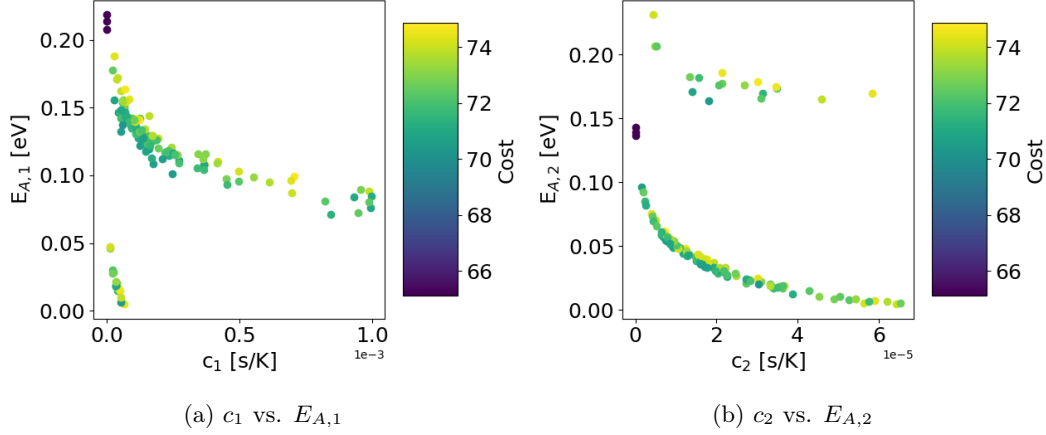 0.20
0.15
0.10
0.05
0.00
E_A,1 [eV]
0.0
0.5
1.0
1e−3
c_1 [s/K]
74
72
70
68
66
Cost
0.20
0.15
0.10
0.05
0.00
E_A,2 [eV]
0
2
4
6
1e−5
c_2 [s/K]
74
72
70
68
66
Cost
(a) c_1 vs. E_{A,1}
(b) c_2 vs. E_{A,2}